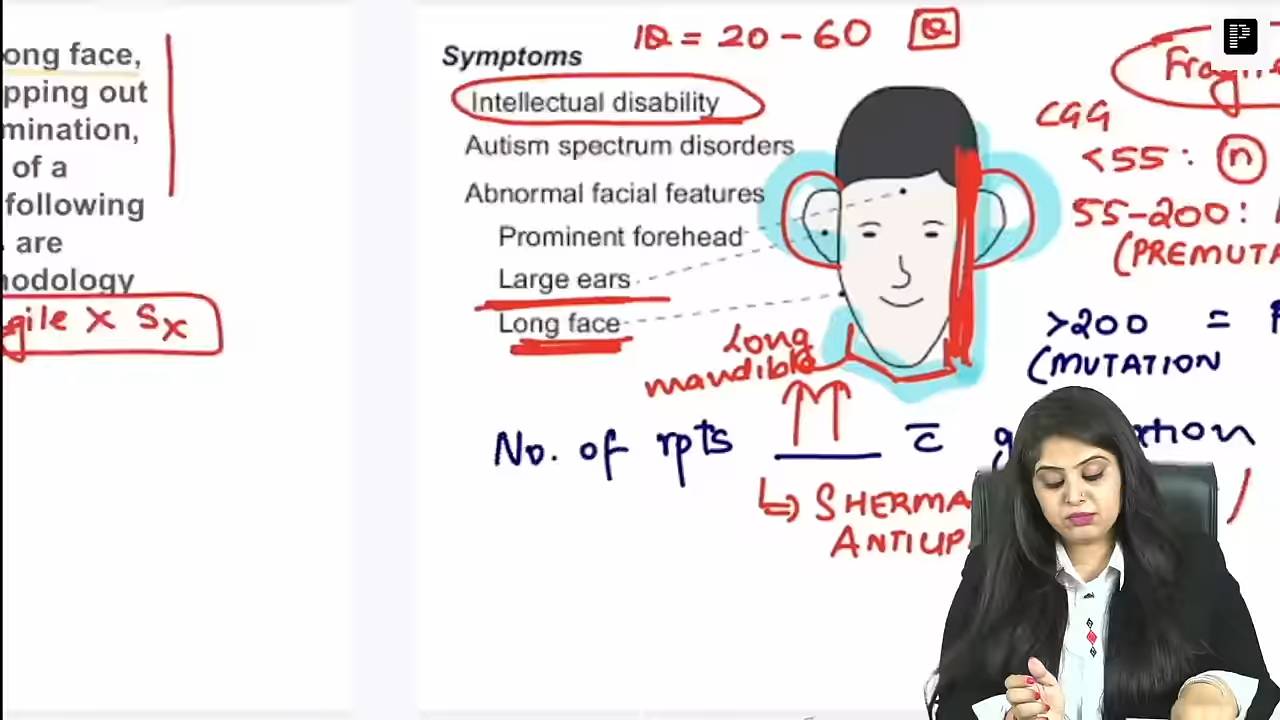 ong face,
pping out
mination,
of a
following
are
nodology
gile X Sx
IQ = 20 - 60 Q
Symptoms
Intellectual disability
Autism spectrum disorders
Abnormal facial features
Prominent forehead
Large ears
Long face
Long
mandible
No. of rpts ↑↑ c̅
↳ SHERMA
ANTICIP
P
Fragile
CGG
<55 : n
55-200:
(PREMUTA
>200 =
(MUTATION